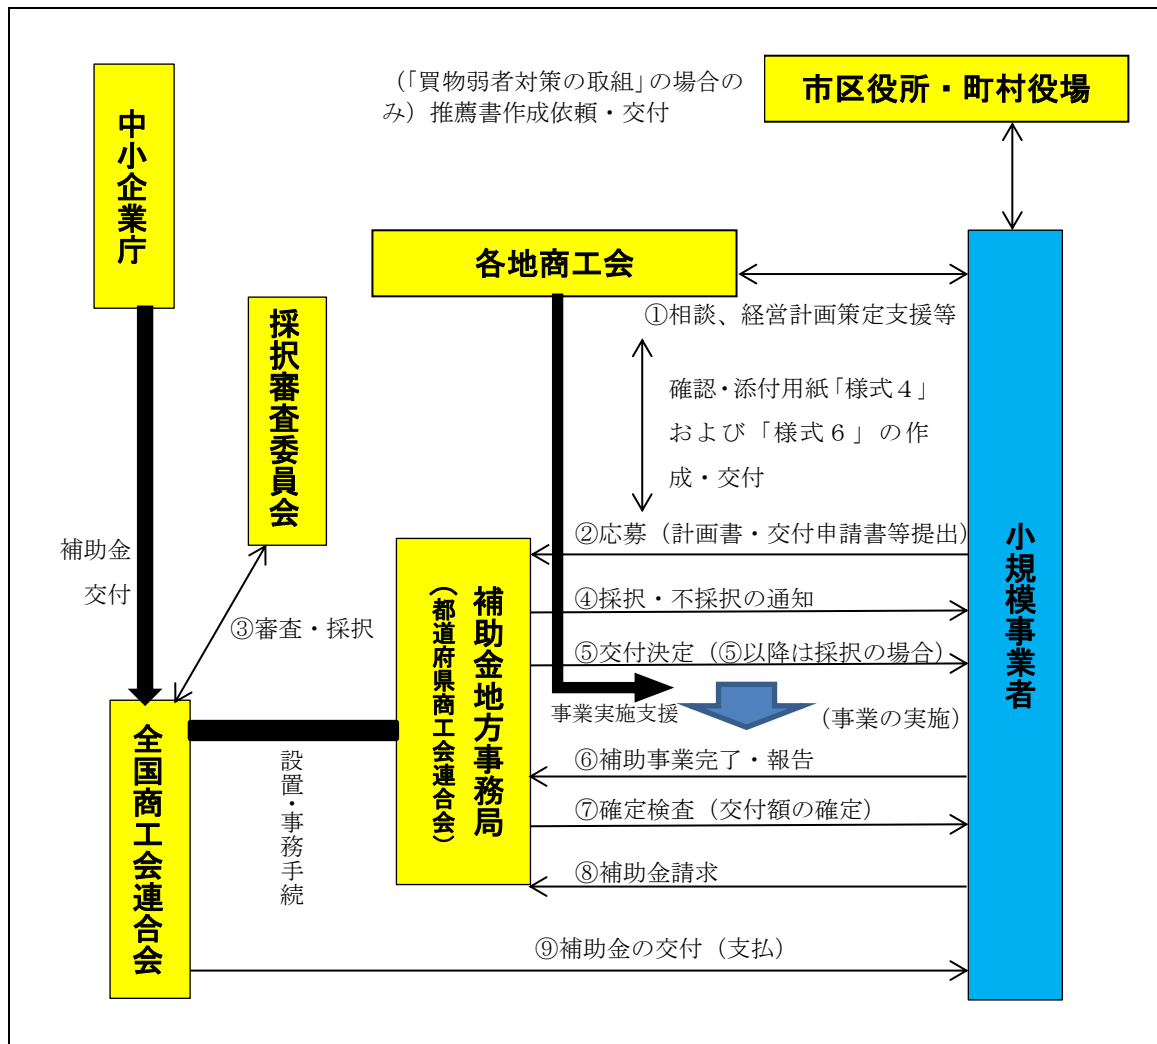 （「買物弱者対策の取組」の場合の
み）推薦書作成依頼・交付
市区役所・町村役場
中小企業庁
各地商工会
採択審査委員会
①相談、経営計画策定支援等
確認・添付用紙「様式４」
および「様式６」の作
成・交付
補助金
交付
③審査・採択
②応募（計画書・交付申請書等提出）
補助金地方事務局
（都道府県商工会連合会）
小規模事業者
④採択・不採択の通知
⑤交付決定（⑤以降は採択の場合）
事業実施支援
（事業の実施）
全国商工会連合会
設置・事務手続
⑥補助事業完了・報告
⑦確定検査（交付額の確定）
⑧補助金請求
⑨補助金の交付（支払）